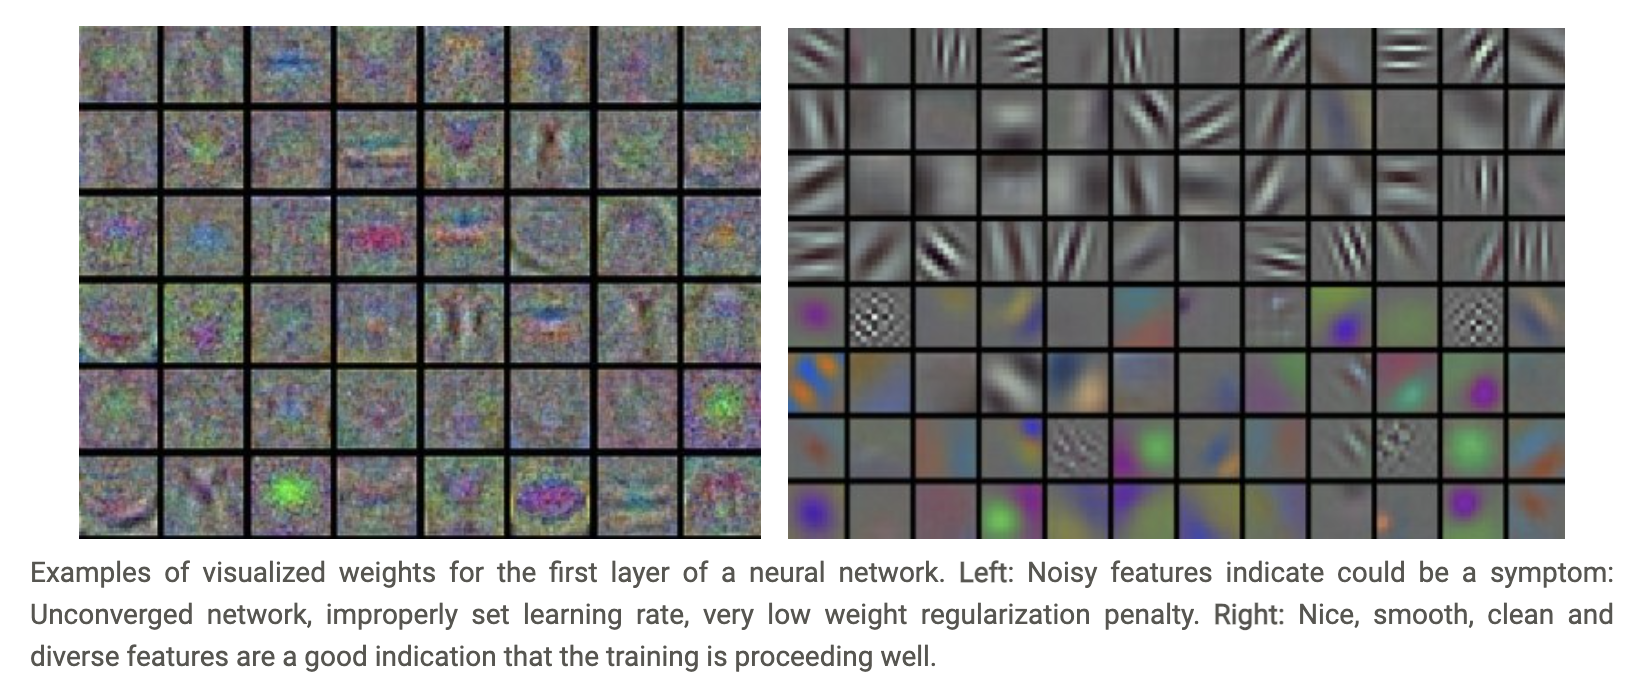 Examples of visualized weights for the first layer of a neural network. Left: Noisy features indicate could be a symptom:
Unconverged network, improperly set learning rate, very low weight regularization penalty. Right: Nice, smooth, clean and
diverse features are a good indication that the training is proceeding well.